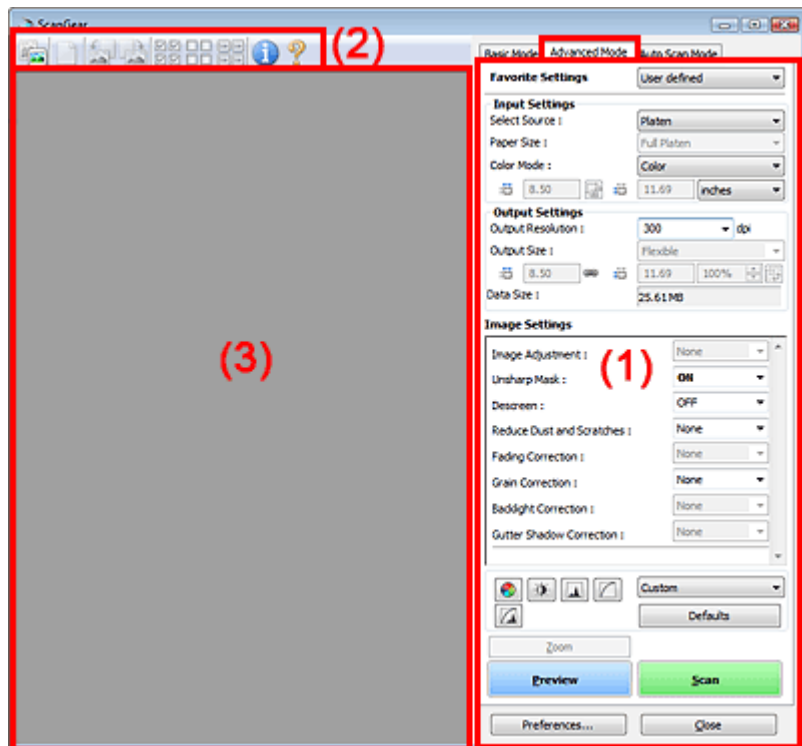 ScanGear
(2)
Basic Mode Advanced Mode Auto Scan Mode
Favorite Settings User defined
Input Settings
Select Source : Platen
Paper Size : Full Platen
Color Mode : Color
8.50 11.69 inches
Output Settings
Output Resolution : 300 dpi
Output Size : Flexible
8.50 11.69 100%
Data Size : 25.61 MB
Image Settings
(3)
(1)
Image Adjustment : None
Unsharp Mask : ON
Descreen : OFF
Reduce Dust and Scratches : None
Fading Correction : None
Grain Correction : None
Backlight Correction : None
Gutter Shadow Correction : None
Custom
Defaults
Zoom
Preview Scan
Preferences... Close